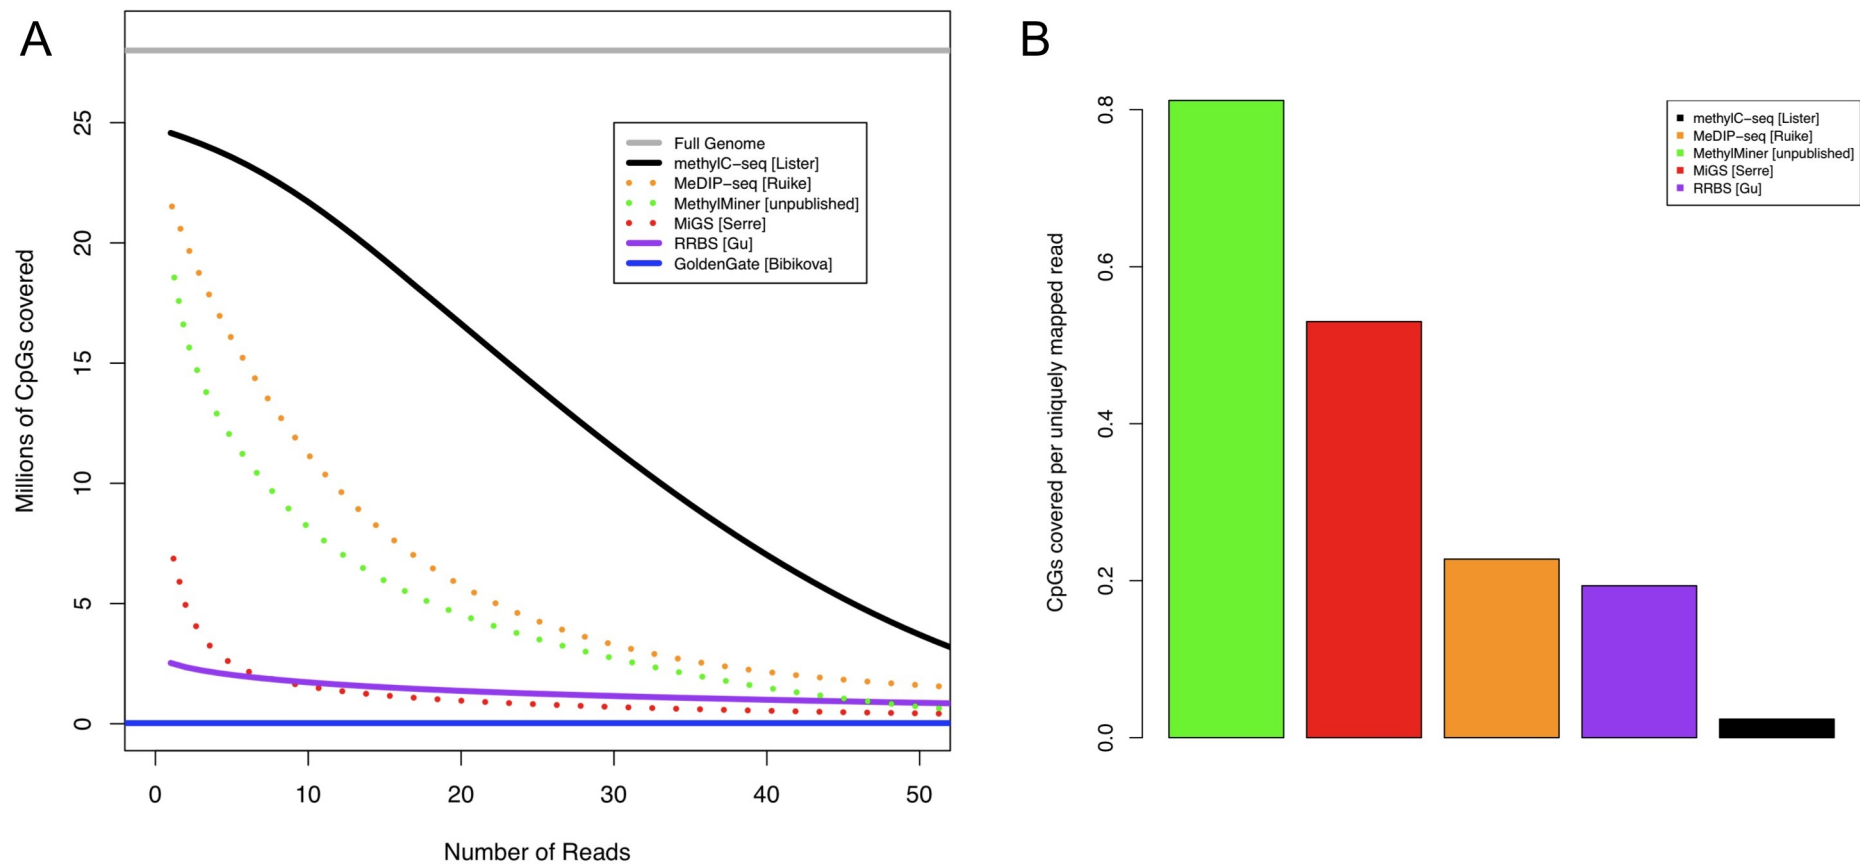 A
Millions of CpGs covered
25
20
15
10
5
0
0 10 20 30 40 50
Number of Reads
Full Genome
methylC−seq [Lister]
MeDIP−seq [Ruike]
MethylMiner [unpublished]
MiGS [Serre]
RRBS [Gu]
GoldenGate [Bibikova]
B
CpGs covered per uniquely mapped read
0.8
0.6
0.4
0.2
0.0
methylC−seq [Lister]
MeDIP−seq [Ruike]
MethylMiner [unpublished]
MiGS [Serre]
RRBS [Gu]